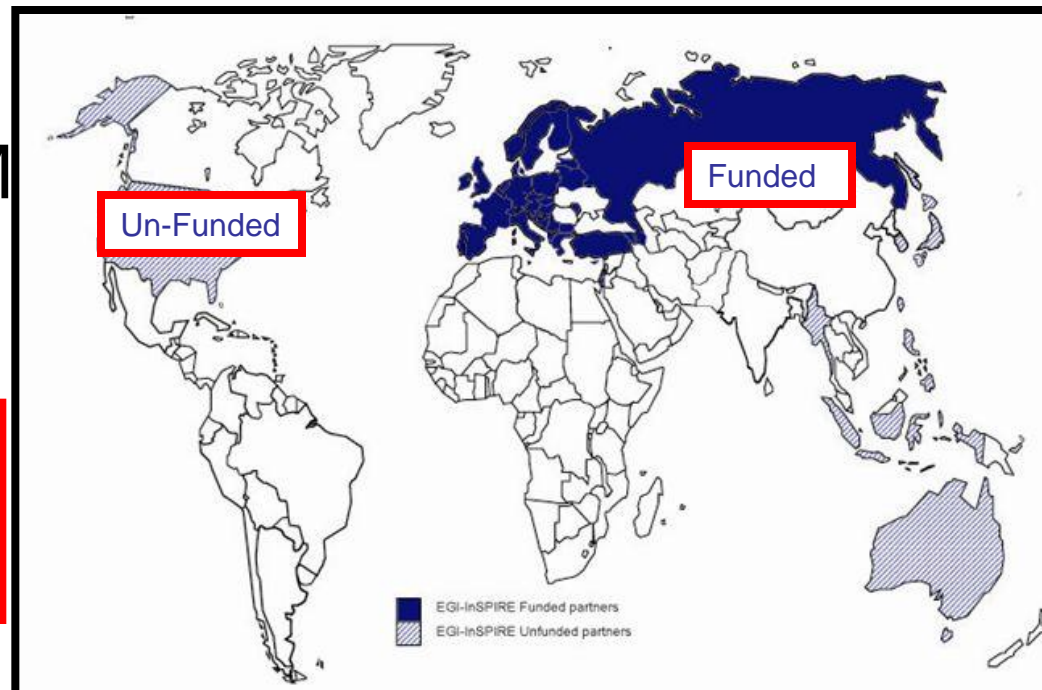 M
Un-Funded
Funded
EGI-InSPIRE Funded partners
EGI-InSPIRE Unfunded partners